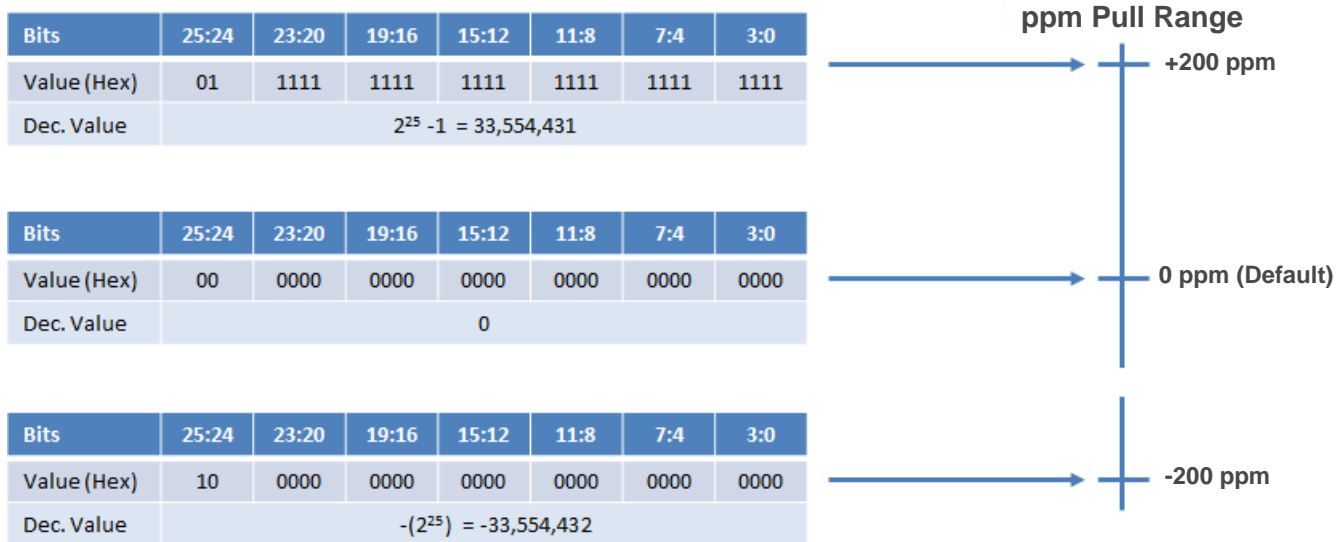 ppm Pull Range
Bits 25:24 23:20 19:16 15:12 11:8 7:4 3:0
Value (Hex) 01 1111 1111 1111 1111 1111 1111
Dec. Value 2²⁵ -1 = 33,554,431
+200 ppm
Bits 25:24 23:20 19:16 15:12 11:8 7:4 3:0
Value (Hex) 00 0000 0000 0000 0000 0000 0000
Dec. Value 0
0 ppm (Default)
Bits 25:24 23:20 19:16 15:12 11:8 7:4 3:0
Value (Hex) 10 0000 0000 0000 0000 0000 0000
Dec. Value -(2²⁵) = -33,554,432
-200 ppm